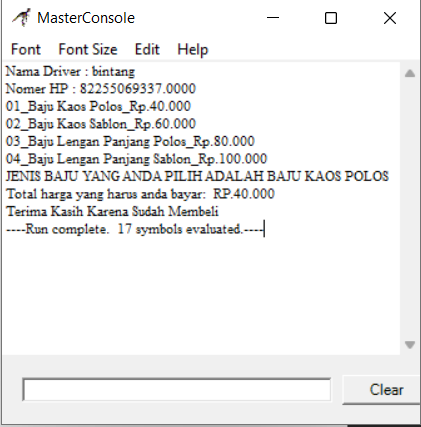 MasterConsole
Font Font Size Edit Help
Nama Driver : bintang
Nomer HP : 82255069337.0000
01_Baju Kaos Polos_Rp.40.000
02_Baju Kaos Sablon_Rp.60.000
03_Baju Lengan Panjang Polos_Rp.80.000
04_Baju Lengan Panjang Sablon_Rp.100.000
JENIS BAJU YANG ANDA PILIH ADALAH BAJU KAOS POLOS
Total harga yang harus anda bayar:  RP.40.000
Terima Kasih Karena Sudah Membeli
----Run complete.  17 symbols evaluated.----
Clear